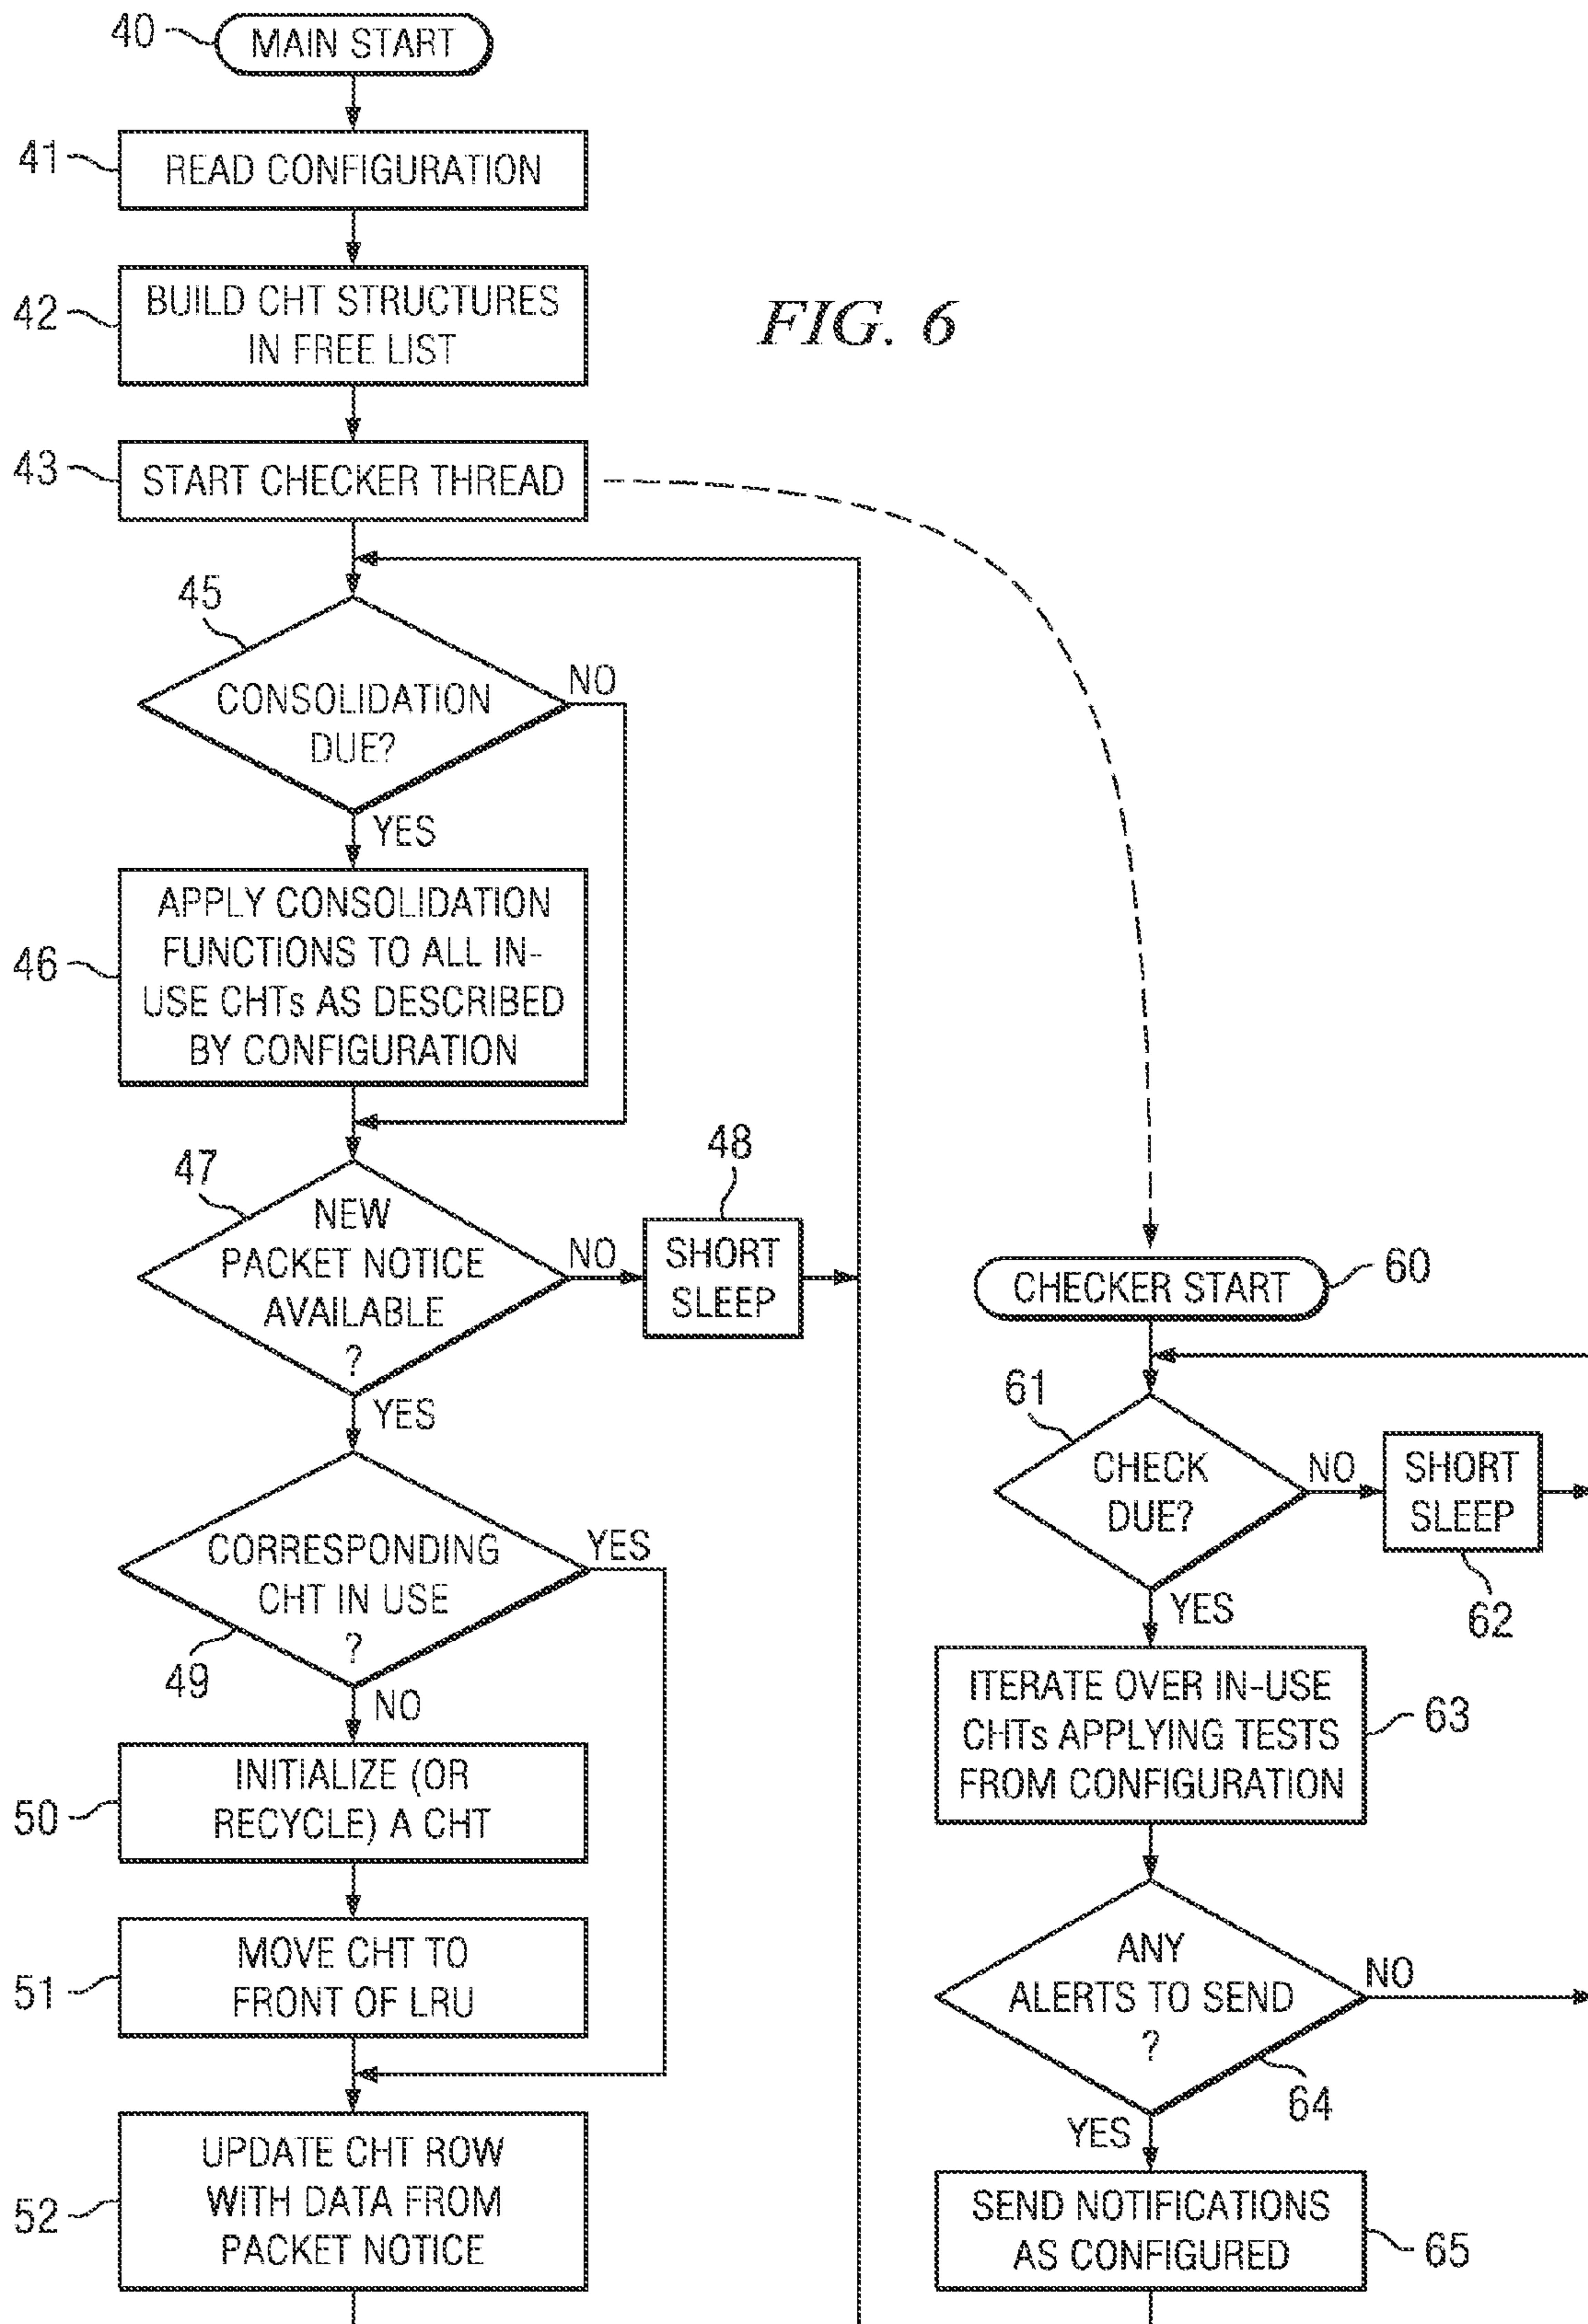 40
MAIN START
41
READ CONFIGURATION
42
BUILD CHT STRUCTURES
IN FREE LIST
FIG. 6
43
START CHECKER THREAD
45
CONSOLIDATION
DUE?
NO
YES
46
APPLY CONSOLIDATION
FUNCTIONS TO ALL IN-
USE CHTs AS DESCRIBED
BY CONFIGURATION
47
NEW
PACKET NOTICE
AVAILABLE
?
NO
48
SHORT
SLEEP
YES
49
CORRESPONDING
CHT IN USE
?
YES
NO
50
INITIALIZE (OR
RECYCLE) A CHT
51
MOVE CHT TO
FRONT OF LRU
52
UPDATE CHT ROW
WITH DATA FROM
PACKET NOTICE
CHECKER START
60
61
CHECK
DUE?
NO
SHORT
SLEEP
62
YES
ITERATE OVER IN-USE
CHTs APPLYING TESTS
FROM CONFIGURATION
63
ANY
ALERTS TO SEND
?
NO
64
YES
SEND NOTIFICATIONS
AS CONFIGURED
65